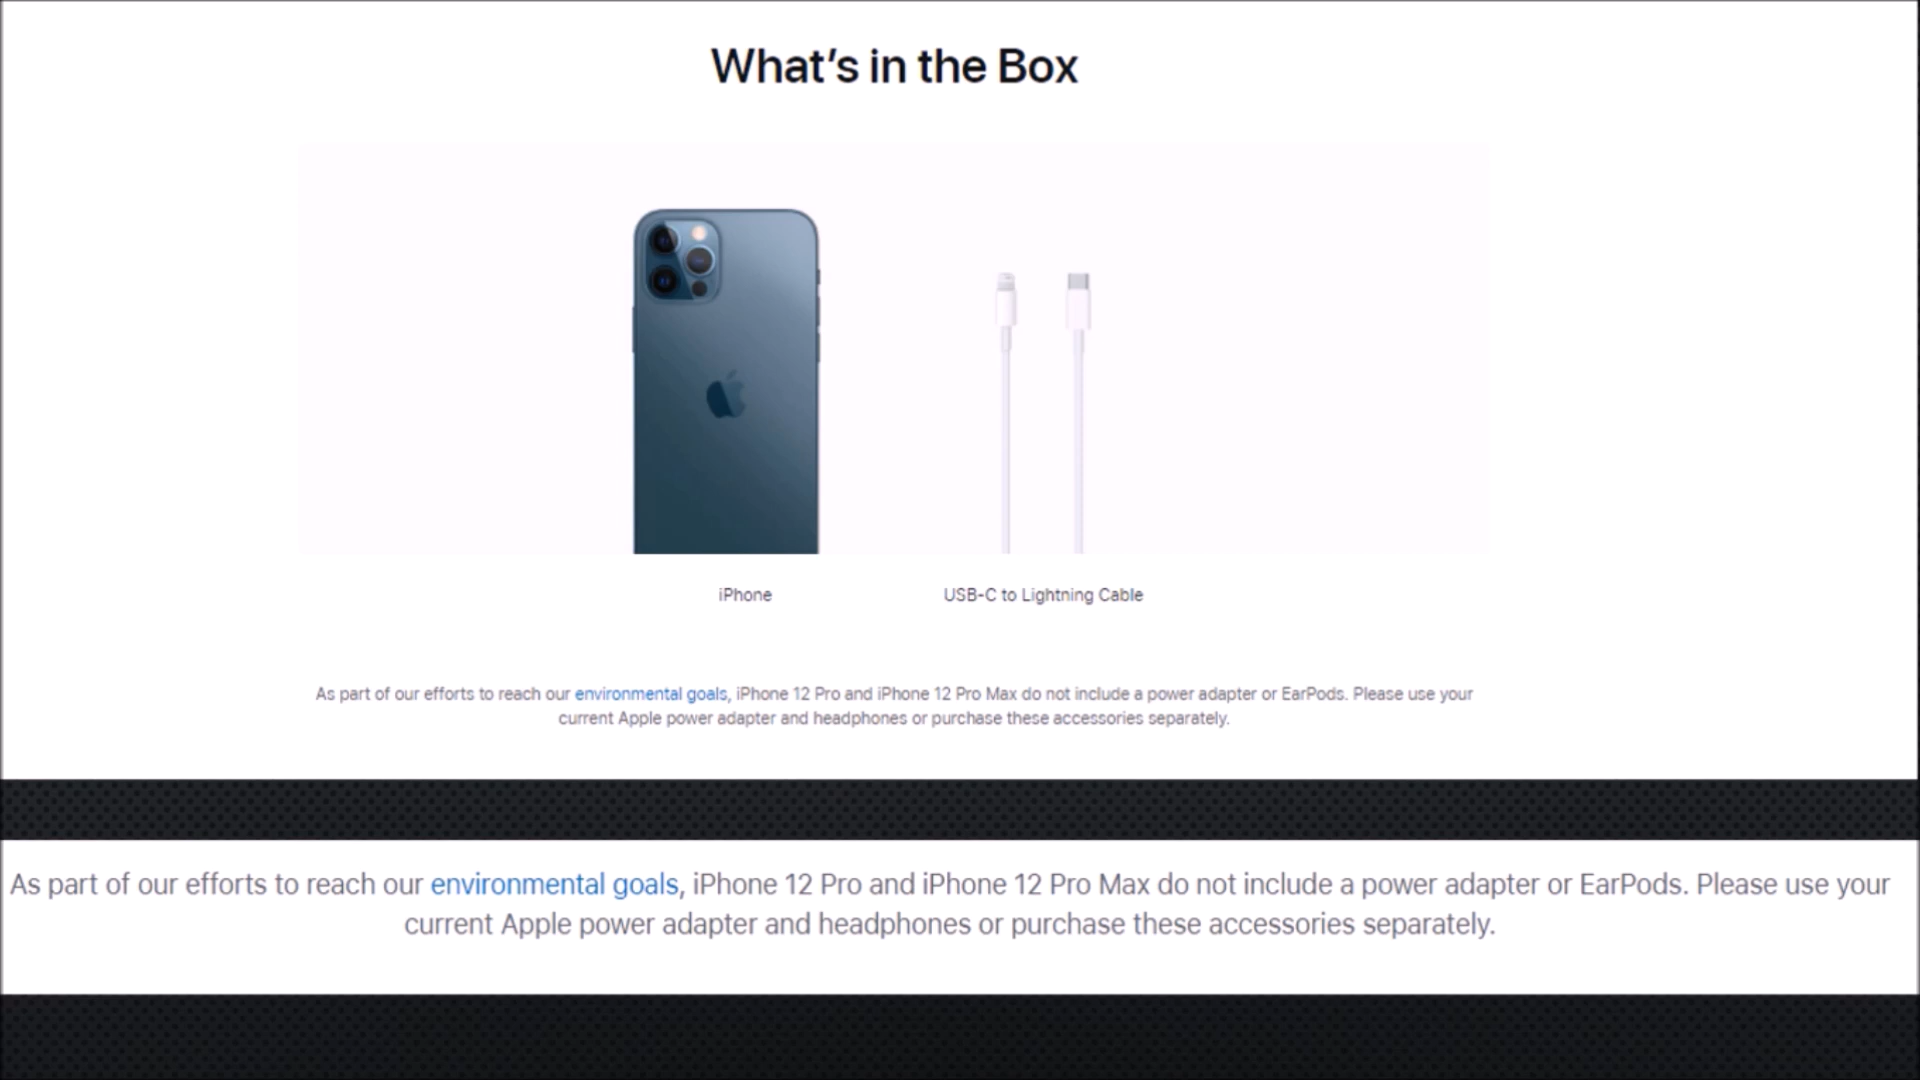 What's in the Box
iPhone
USB-C to Lightning Cable
As part of our efforts to reach our environmental goals, iPhone 12 Pro and iPhone 12 Pro Max do not include a power adapter or EarPods. Please use your
current Apple power adapter and headphones or purchase these accessories separately.
As part of our efforts to reach our environmental goals, iPhone 12 Pro and iPhone 12 Pro Max do not include a power adapter or EarPods. Please use your
current Apple power adapter and headphones or purchase these accessories separately.